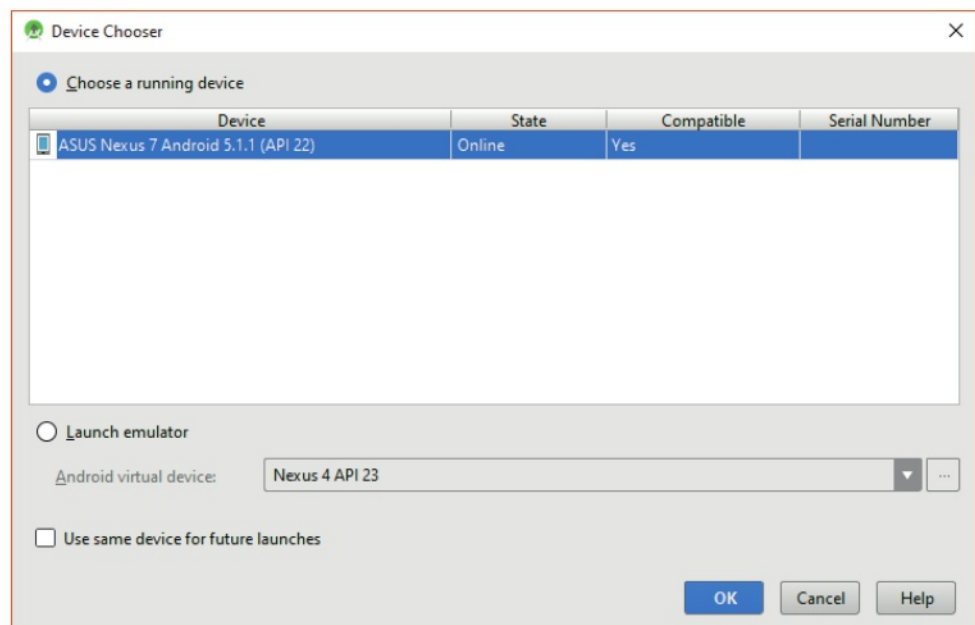 Device Chooser
Choose a running device
Device State Compatible Serial Number
ASUS Nexus 7 Android 5.1.1 (API 22) Online Yes
Launch emulator
Android virtual device: Nexus 4 API 23 ...
Use same device for future launches
OK Cancel Help